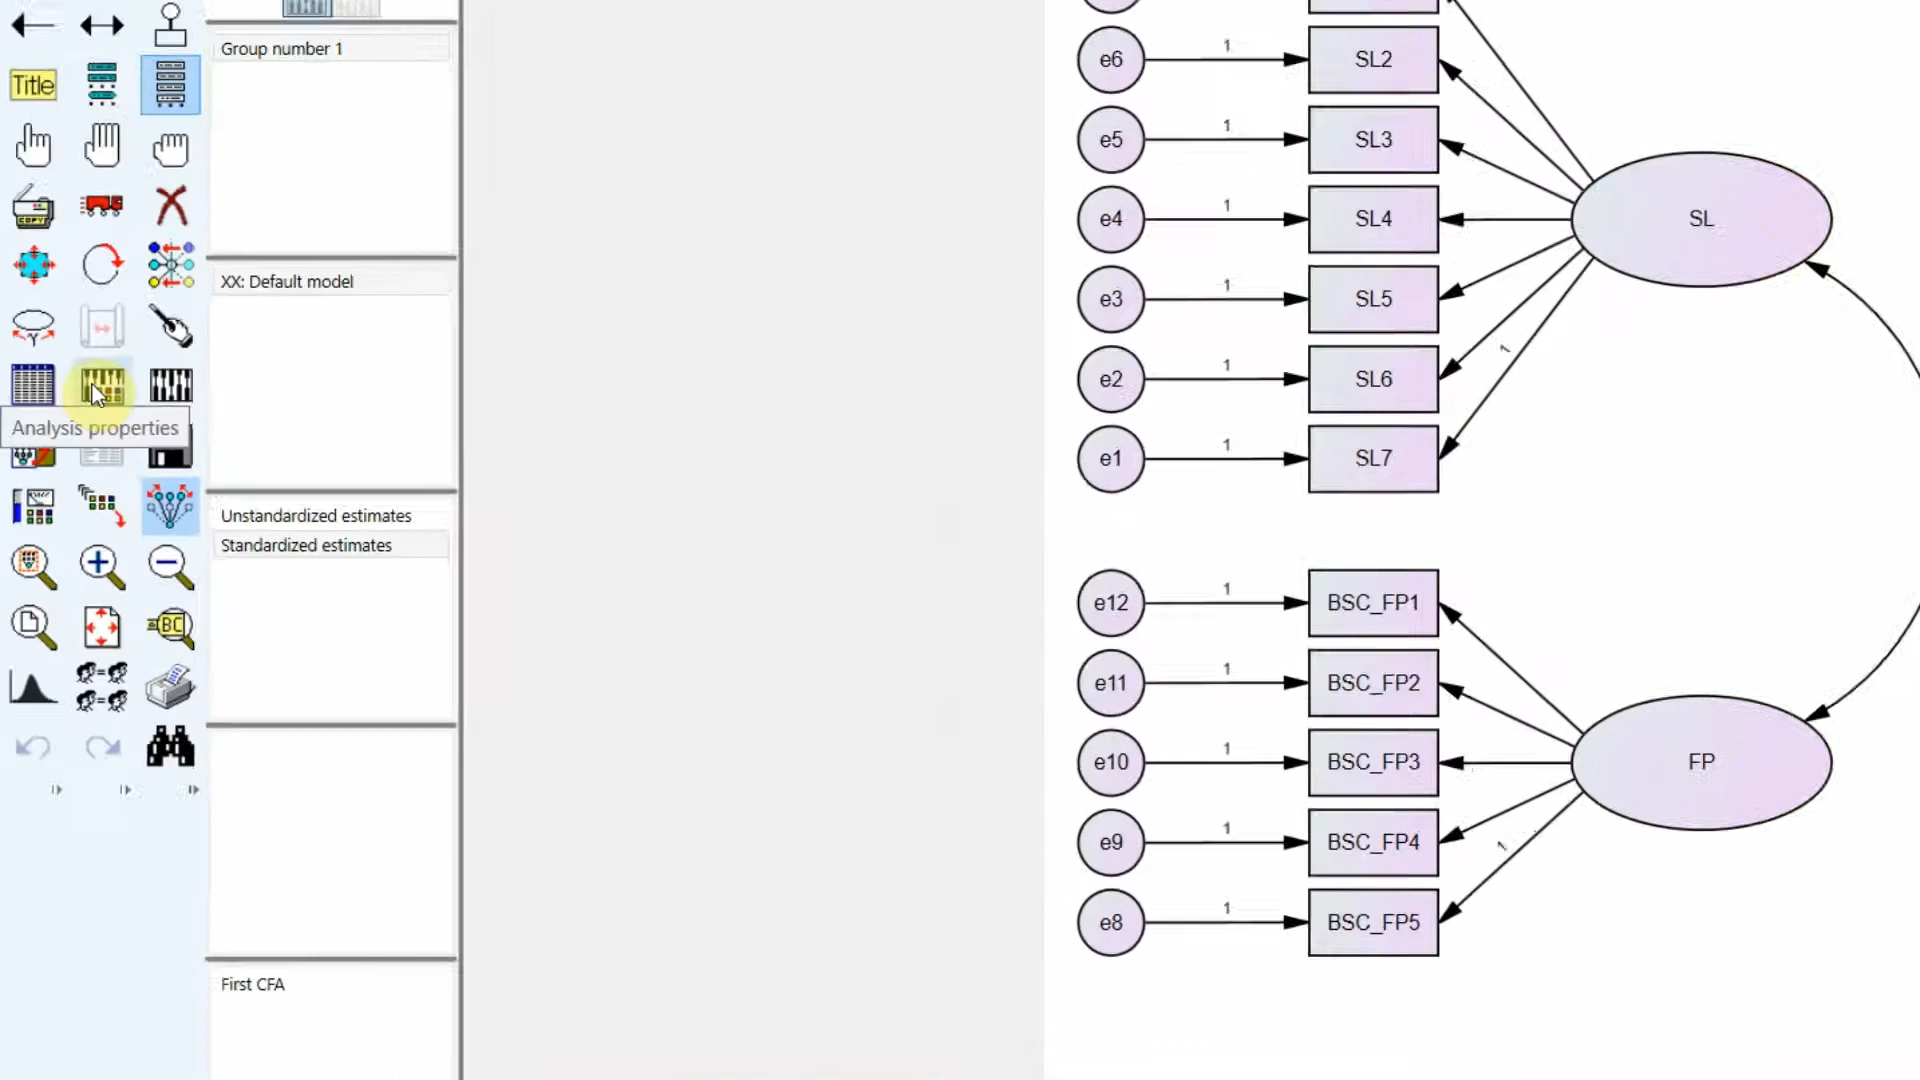 Title
COPY
Analysis properties
BC
Group number 1
XX: Default model
Unstandardized estimates
Standardized estimates
First CFA
e6 1 SL2
e5 1 SL3
e4 1 SL4
SL
e3 1 SL5
e2 1 SL6
1
e1 1 SL7
e12 1 BSC_FP1
e11 1 BSC_FP2
e10 1 BSC_FP3
FP
e9 1 BSC_FP4
1
e8 1 BSC_FP5